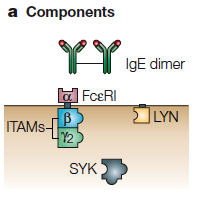 a Components
IgE dimer
α FcεRI
LYN
ITAMs
β
γ2
SYK